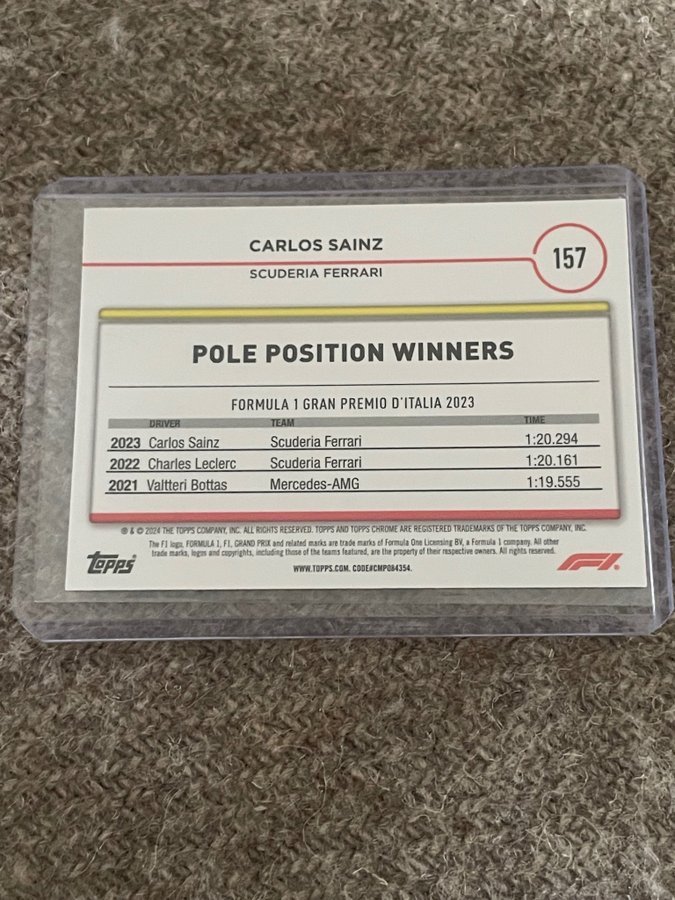 CARLOS SAINZ
157
SCUDERIA FERRARI
POLE POSITION WINNERS
FORMULA 1 GRAN PREMIO D'ITALIA 2023
DRIVER TEAM TIME
2023 Carlos Sainz Scuderia Ferrari 1:20.294
2022 Charles Leclerc Scuderia Ferrari 1:20.161
2021 Valtteri Bottas Mercedes-AMG 1:19.555
® & © 2024 THE TOPPS COMPANY, INC. ALL RIGHTS RESERVED. TOPPS AND TOPPS CHROME ARE REGISTERED TRADEMARKS OF THE TOPPS COMPANY, INC.
The F1 logo, FORMULA 1, F1, GRAND PRIX and related marks are trade marks of Formula One Licensing BV, a Formula 1 company. All other
trade marks, logos and copyrights, including those of the teams featured, are the property of their respective owners. All rights reserved.
Topps®
WWW.TOPPS.COM. CODE#CMP084354.
F1®